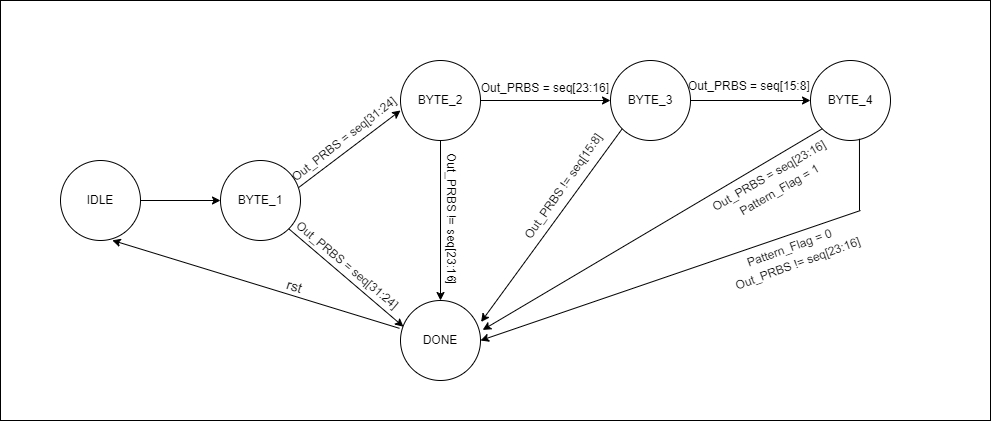 BYTE_2
Out_PRBS = seq[23:16]
BYTE_3
Out_PRBS = seq[15:8]
BYTE_4
Out_PRBS = seq[31:24]
IDLE
BYTE_1
Out_PRBS != seq[23:16]
Out_PRBS != seq[15:8]
Out_PRBS = seq[23:16]
Pattern_Flag = 1
Out_PRBS = seq[31:24]
Pattern_Flag = 0
Out_PRBS != seq[23:16]
rst
DONE